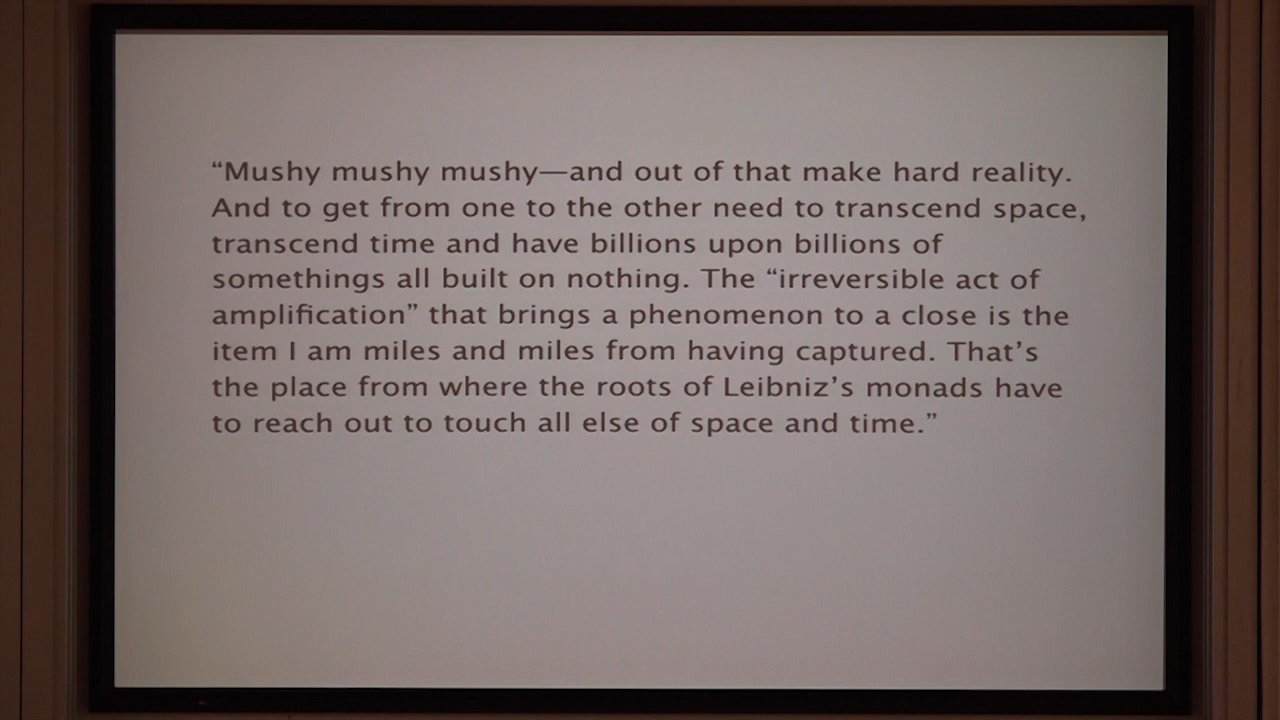 “Mushy mushy mushy—and out of that make hard reality.
And to get from one to the other need to transcend space,
transcend time and have billions upon billions of
somethings all built on nothing. The “irreversible act of
amplification” that brings a phenomenon to a close is the
item I am miles and miles from having captured. That’s
the place from where the roots of Leibniz’s monads have
to reach out to touch all else of space and time.”